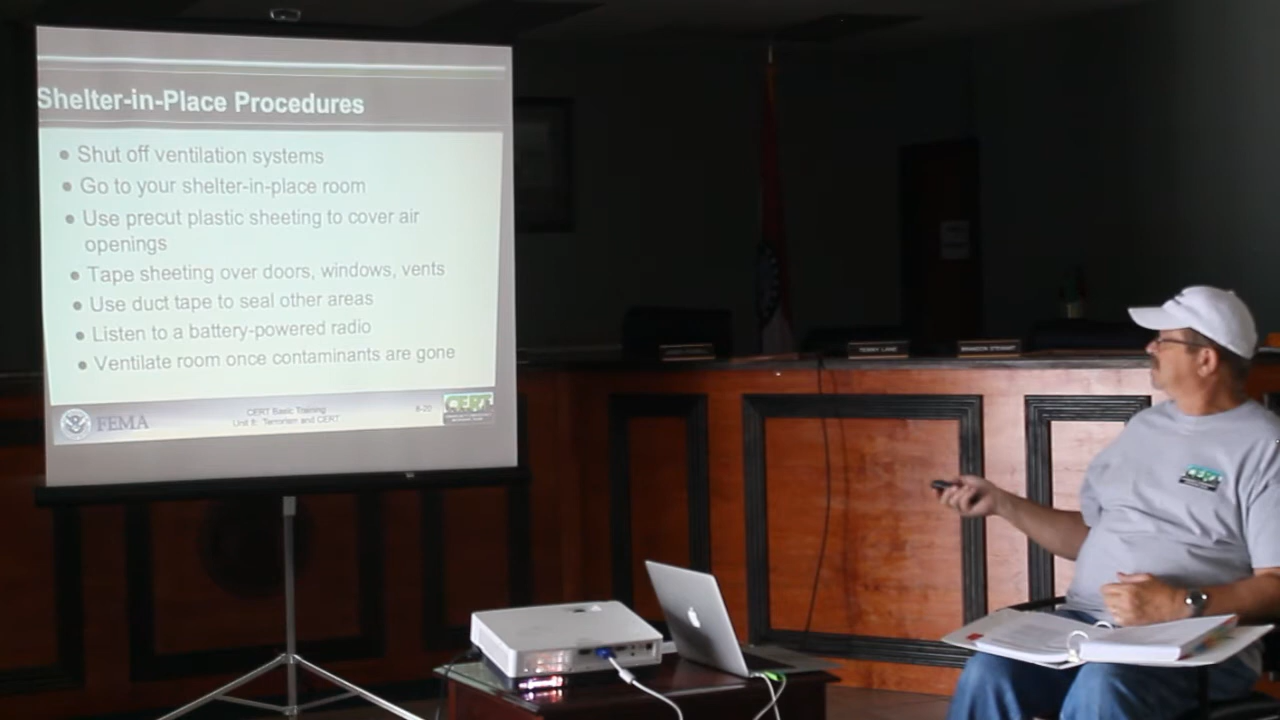 Shelter-in-Place Procedures
• Shut off ventilation systems
• Go to your shelter-in-place room
• Use precut plastic sheeting to cover air
openings
• Tape sheeting over doors, windows, vents
• Use duct tape to seal other areas
• Listen to a battery-powered radio
• Ventilate room once contaminants are gone
FEMA
CERT Basic Training
Unit 8: Terrorism and CERT
8-20
CERT